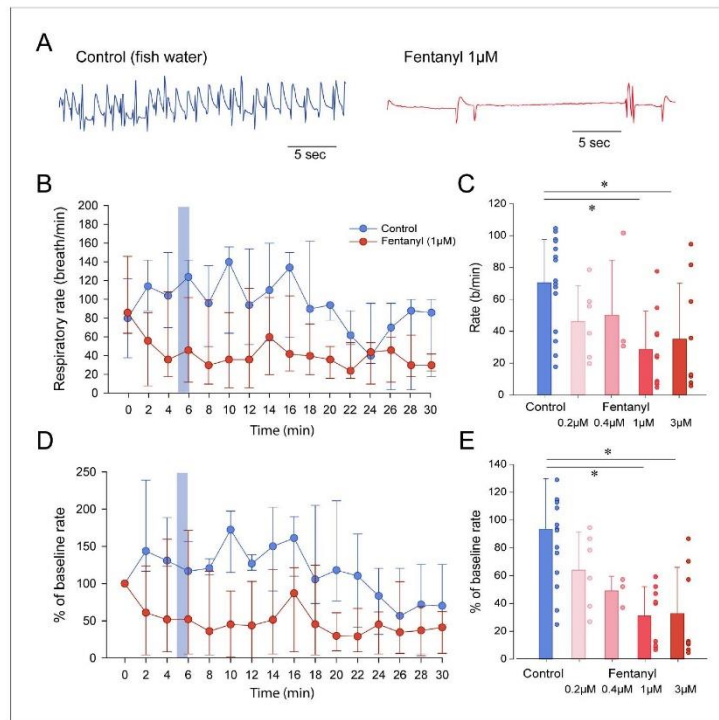 A
Control (fish water)
Fentanyl 1µM
5 sec
5 sec
B
Respiratory rate (breath/min)
200
180
160
140
120
100
80
60
40
20
0
Control
Fentanyl (1µM)
0 2 4 6 8 10 12 14 16 18 20 22 24 26 28 30
Time (min)
C
Rate (b/min)
120
100
80
60
40
20
0
* *
Control Fentanyl
0.2µM 0.4µM 1µM 3µM
D
% of baseline rate
250
200
150
100
50
0
0 2 4 6 8 10 12 14 16 18 20 22 24 26 28 30
Time (min)
E
% of baseline rate
140
120
100
80
60
40
20
0
* *
Control Fentanyl
0.2µM 0.4µM 1µM 3µM